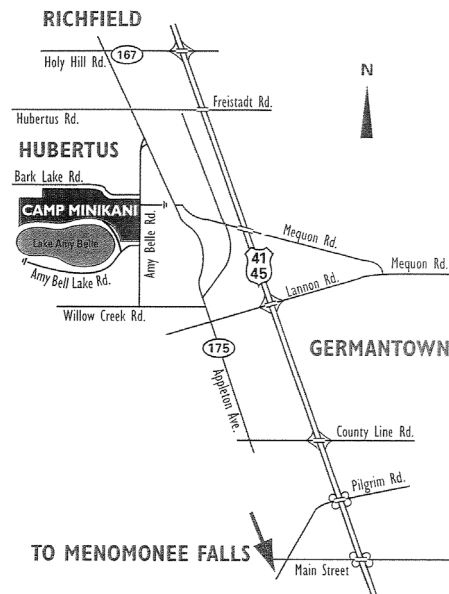 RICHFIELD
167
Holy Hill Rd.
Freistadt Rd.
Hubertus Rd.
N
HUBERTUS
Bark Lake Rd.
CAMP MINIKANI
Lake Amy Belle
Amy Bell Lake Rd.
Amy Belle Rd.
Mequon Rd.
Mequon Rd.
41
45
Lannon Rd.
Willow Creek Rd.
175
Appleton Ave.
GERMANTOWN
County Line Rd.
Pilgrim Rd.
TO MENOMONEE FALLS
Main Street